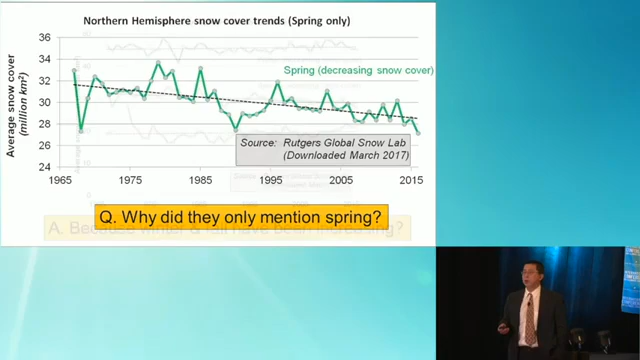 Northern Hemisphere snow cover trends (Spring only)
Average snow cover
(million km²)
36
34
32
30
28
26
24
Spring (decreasing snow cover)
Source: Rutgers Global Snow Lab
(Downloaded March 2017)
1965
1975
1985
1995
2005
2015
Q. Why did they only mention spring?
A. Because winter & fall have been increasing?